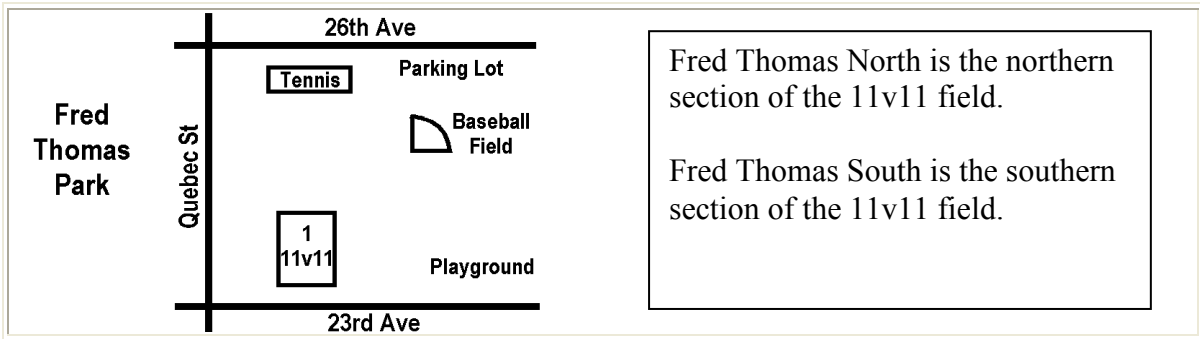 26th Ave
Tennis
Parking Lot
Fred
Thomas
Park
Quebec St
Baseball
Field
1
11v11
Playground
23rd Ave
Fred Thomas North is the northern
section of the 11v11 field.
Fred Thomas South is the southern
section of the 11v11 field.